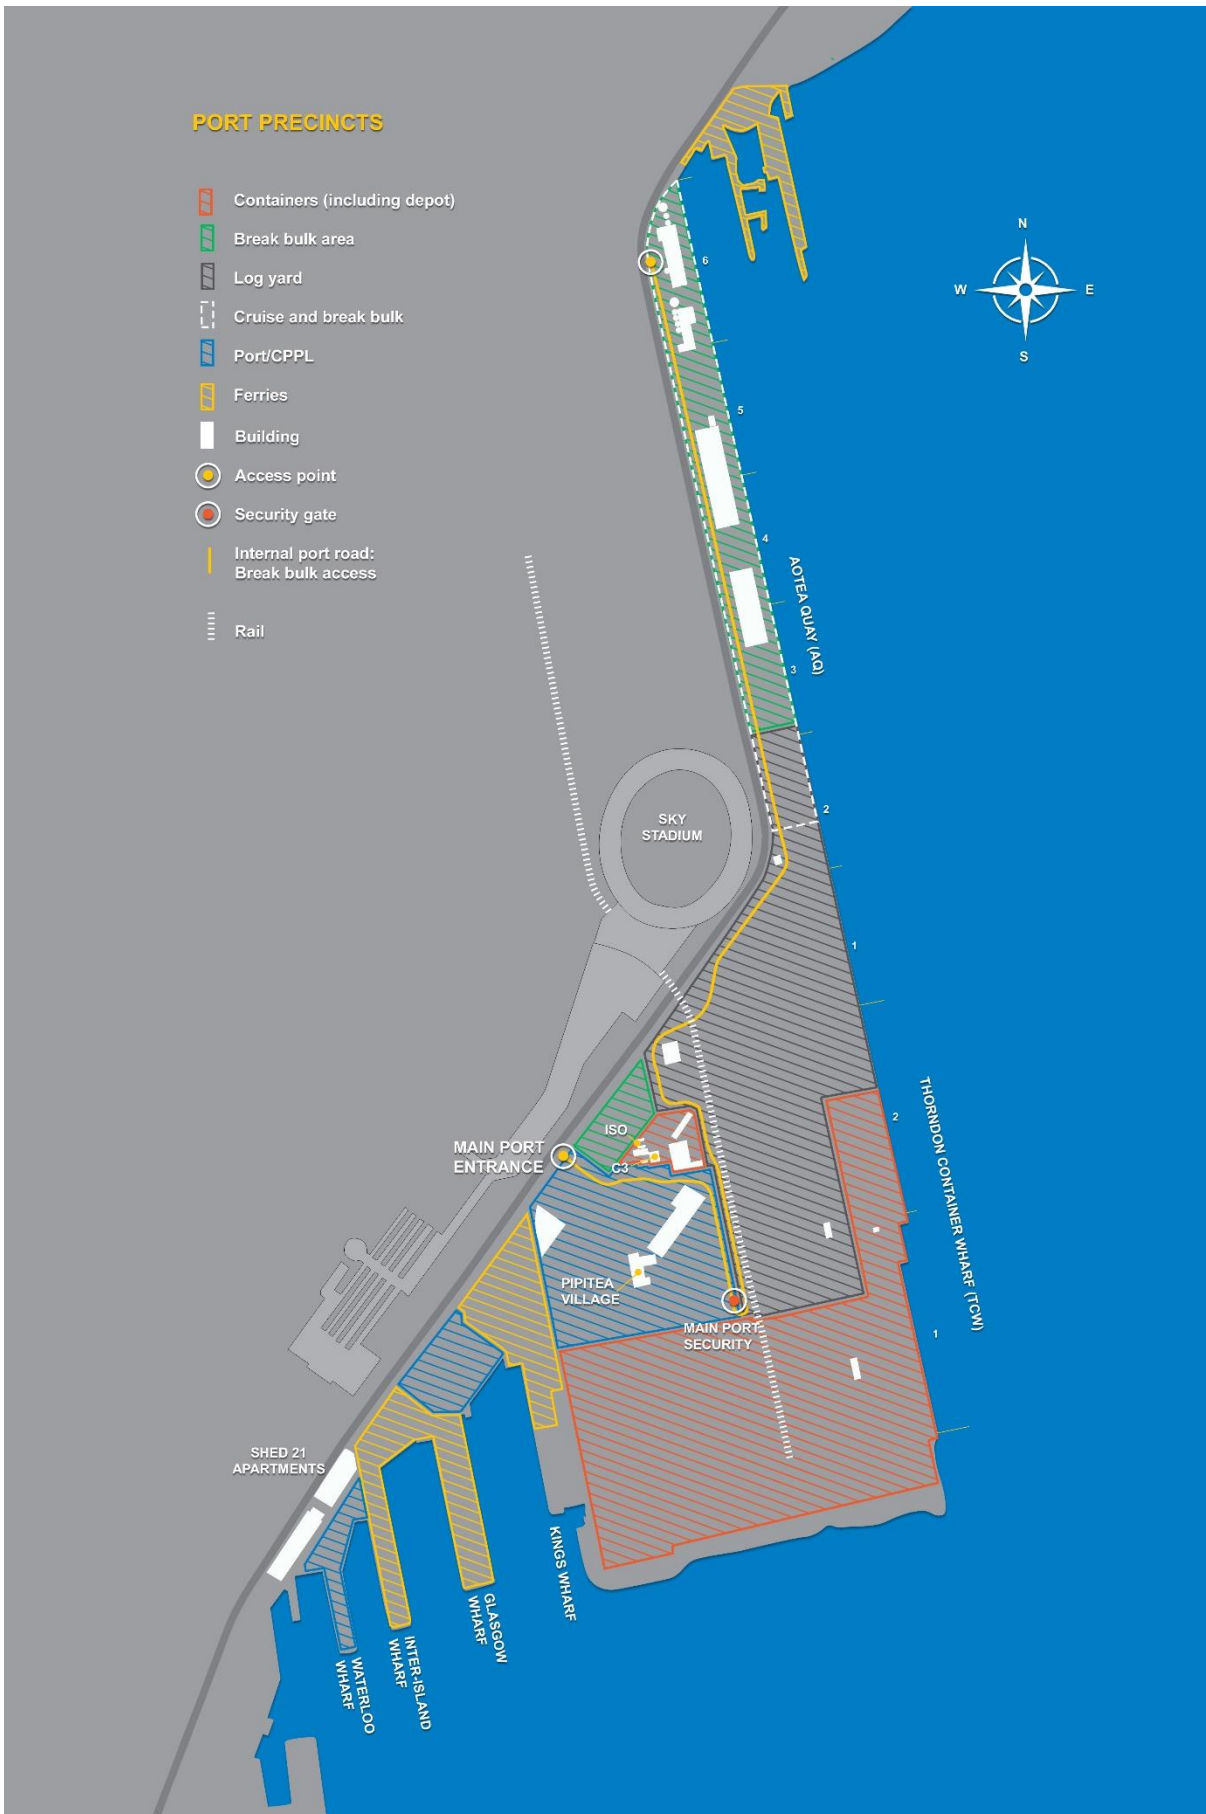 PORT PRECINCTS
Containers (including depot)
Break bulk area
Log yard
Cruise and break bulk
Port/CPPL
Ferries
Building
Access point
Security gate
Internal port road:
Break bulk access
Rail
N
W
E
S
6
5
4
AOTEA QUAY (AQ)
3
2
SKY
STADIUM
1
THORNDON CONTAINER WHARF (TCW)
2
1
ISO
MAIN PORT
ENTRANCE
C3
PIPITEA
VILLAGE
MAIN PORT
SECURITY
SHED 21
APARTMENTS
KINGS WHARF
GLASGOW
WHARF
INTER-ISLAND
WHARF
WATERLOO
WHARF